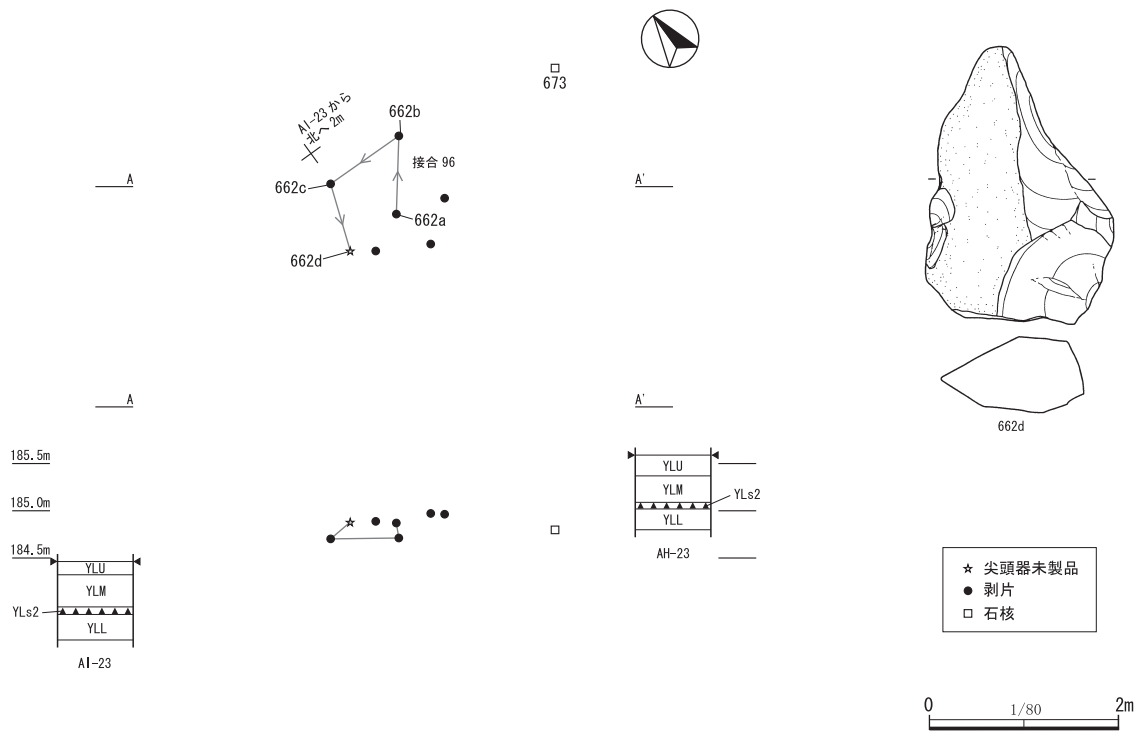 673
AI-23から
北へ2m
662b
接合 96
662c
662a
662d
A
A'
662d
A
A'
185.5m
185.0m
184.5m
YLU
YLM
YLs2
YLL
AI-23
YLU
YLM
YLs2
YLL
AH-23
尖頭器未製品
剥片
石核
0
1/80
2m